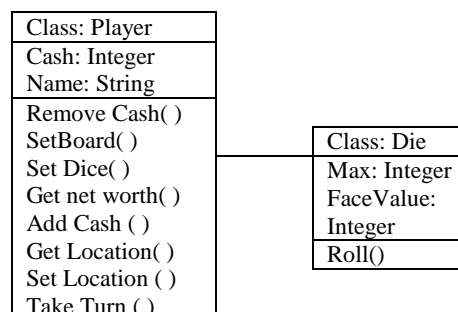 Class: Player
Cash: Integer
Name: String
Remove Cash( )
SetBoard( )
Set Dice( )
Get net worth( )
Add Cash ( )
Get Location( )
Set Location ( )
Take Turn ( )
Class: Die
Max: Integer
FaceValue:
Integer
Roll()